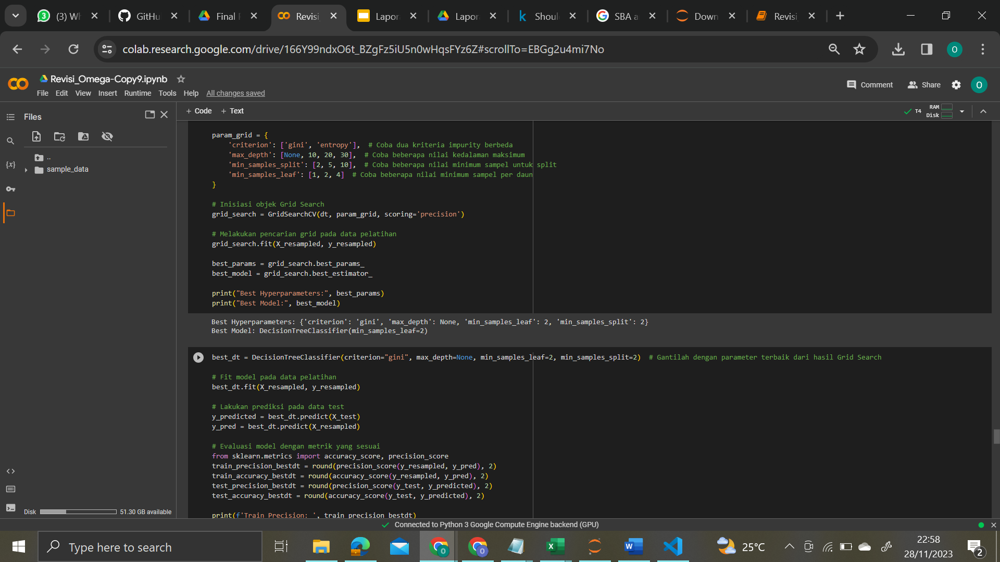 (3) Wh
GitHu
Final
Revisi
Lapor
Lapor
Shoul
SBA a
Down
Revisi
colab.research.google.com/drive/166Y99ndxO6t_BZgFz5iU5n0wHqsFYz6Z#scrollTo=EBGg2u4mi7No
O
Revisi_Omega-Copy9.ipynb
File Edit View Insert Runtime Tools Help All changes saved
Comment Share O
Files
+ Code + Text
T4 RAM
Disk
..
sample_data
{x}
param_grid = {
    'criterion': ['gini', 'entropy'],  # Coba dua kriteria impurity berbeda
    'max_depth': [None, 10, 20, 30],  # Coba beberapa nilai kedalaman maksimum
    'min_samples_split': [2, 5, 10],  # Coba beberapa nilai minimum sampel untuk split
    'min_samples_leaf': [1, 2, 4]  # Coba beberapa nilai minimum sampel per daun
}
# Inisiasi objek Grid Search
grid_search = GridSearchCV(dt, param_grid, scoring='precision')
# Melakukan pencarian grid pada data pelatihan
grid_search.fit(X_resampled, y_resampled)
best_params = grid_search.best_params_
best_model = grid_search.best_estimator_
print("Best Hyperparameters:", best_params)
print("Best Model:", best_model)
Best Hyperparameters: {'criterion': 'gini', 'max_depth': None, 'min_samples_leaf': 2, 'min_samples_split': 2}
Best Model: DecisionTreeClassifier(min_samples_leaf=2)
best_dt = DecisionTreeClassifier(criterion="gini", max_depth=None, min_samples_leaf=2, min_samples_split=2)  # Gantilah dengan parameter terbaik dari hasil Grid Search
# Fit model pada data pelatihan
best_dt.fit(X_resampled, y_resampled)
# Lakukan prediksi pada data test
y_predicted = best_dt.predict(X_test)
y_pred = best_dt.predict(X_resampled)
# Evaluasi model dengan metrik yang sesuai
from sklearn.metrics import accuracy_score, precision_score
train_precision_bestdt = round(precision_score(y_resampled, y_pred), 2)
train_accuracy_bestdt = round(accuracy_score(y_resampled, y_pred), 2)
test_precision_bestdt = round(precision_score(y_test, y_predicted), 2)
test_accuracy_bestdt = round(accuracy_score(y_test, y_predicted), 2)
print(f'Train Precision: ', train_precision_bestdt)
Disk 51.30 GB available
Connected to Python 3 Google Compute Engine backend (GPU)
Type here to search
25°C
22:58
28/11/2023
2